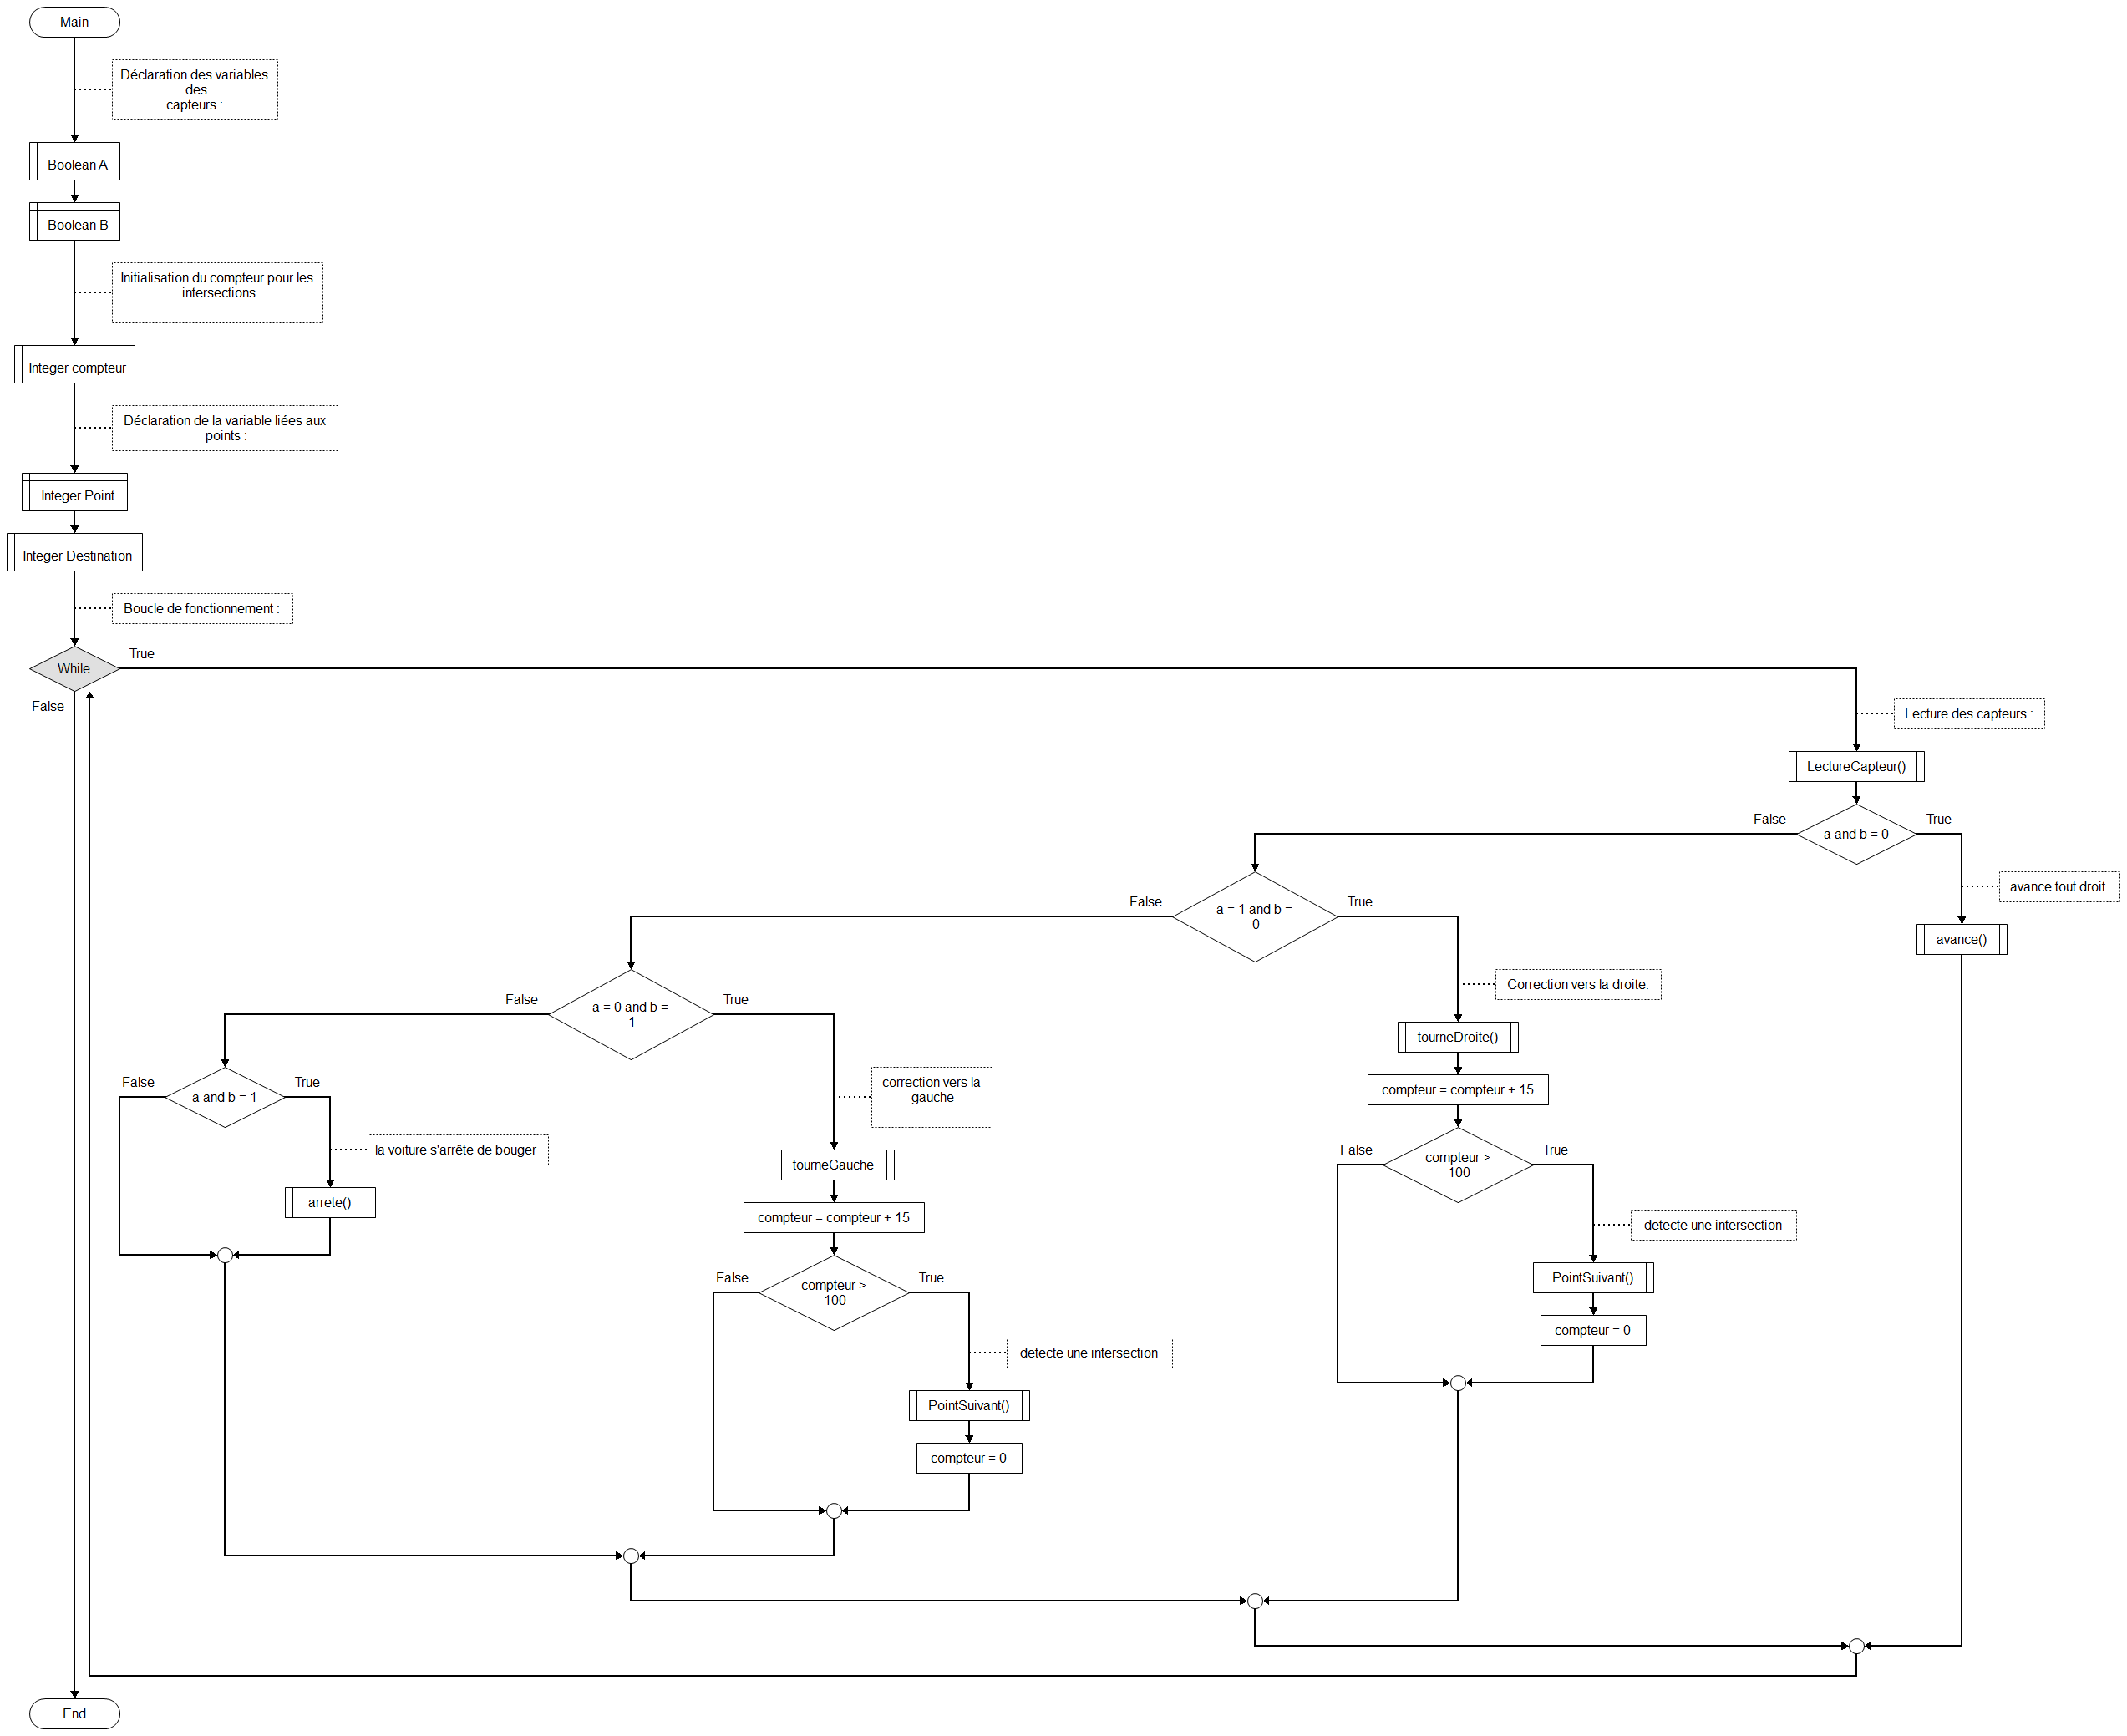 Main
Déclaration des variables
des
capteurs :
Boolean A
Boolean B
Initialisation du compteur pour les
intersections
Integer compteur
Déclaration de la variable liées aux
points :
Integer Point
Integer Destination
Boucle de fonctionnement :
While
True
False
Lecture des capteurs :
LectureCapteur()
a and b = 0
False
True
avance tout droit
avance()
a = 1 and b =
0
False
True
Correction vers la droite:
tourneDroite()
compteur = compteur + 15
compteur >
100
False
True
detecte une intersection
PointSuivant()
compteur = 0
a = 0 and b =
1
False
True
correction vers la
gauche
tourneGauche
compteur = compteur + 15
compteur >
100
False
True
detecte une intersection
PointSuivant()
compteur = 0
a and b = 1
False
True
la voiture s'arrête de bouger
arrete()
End